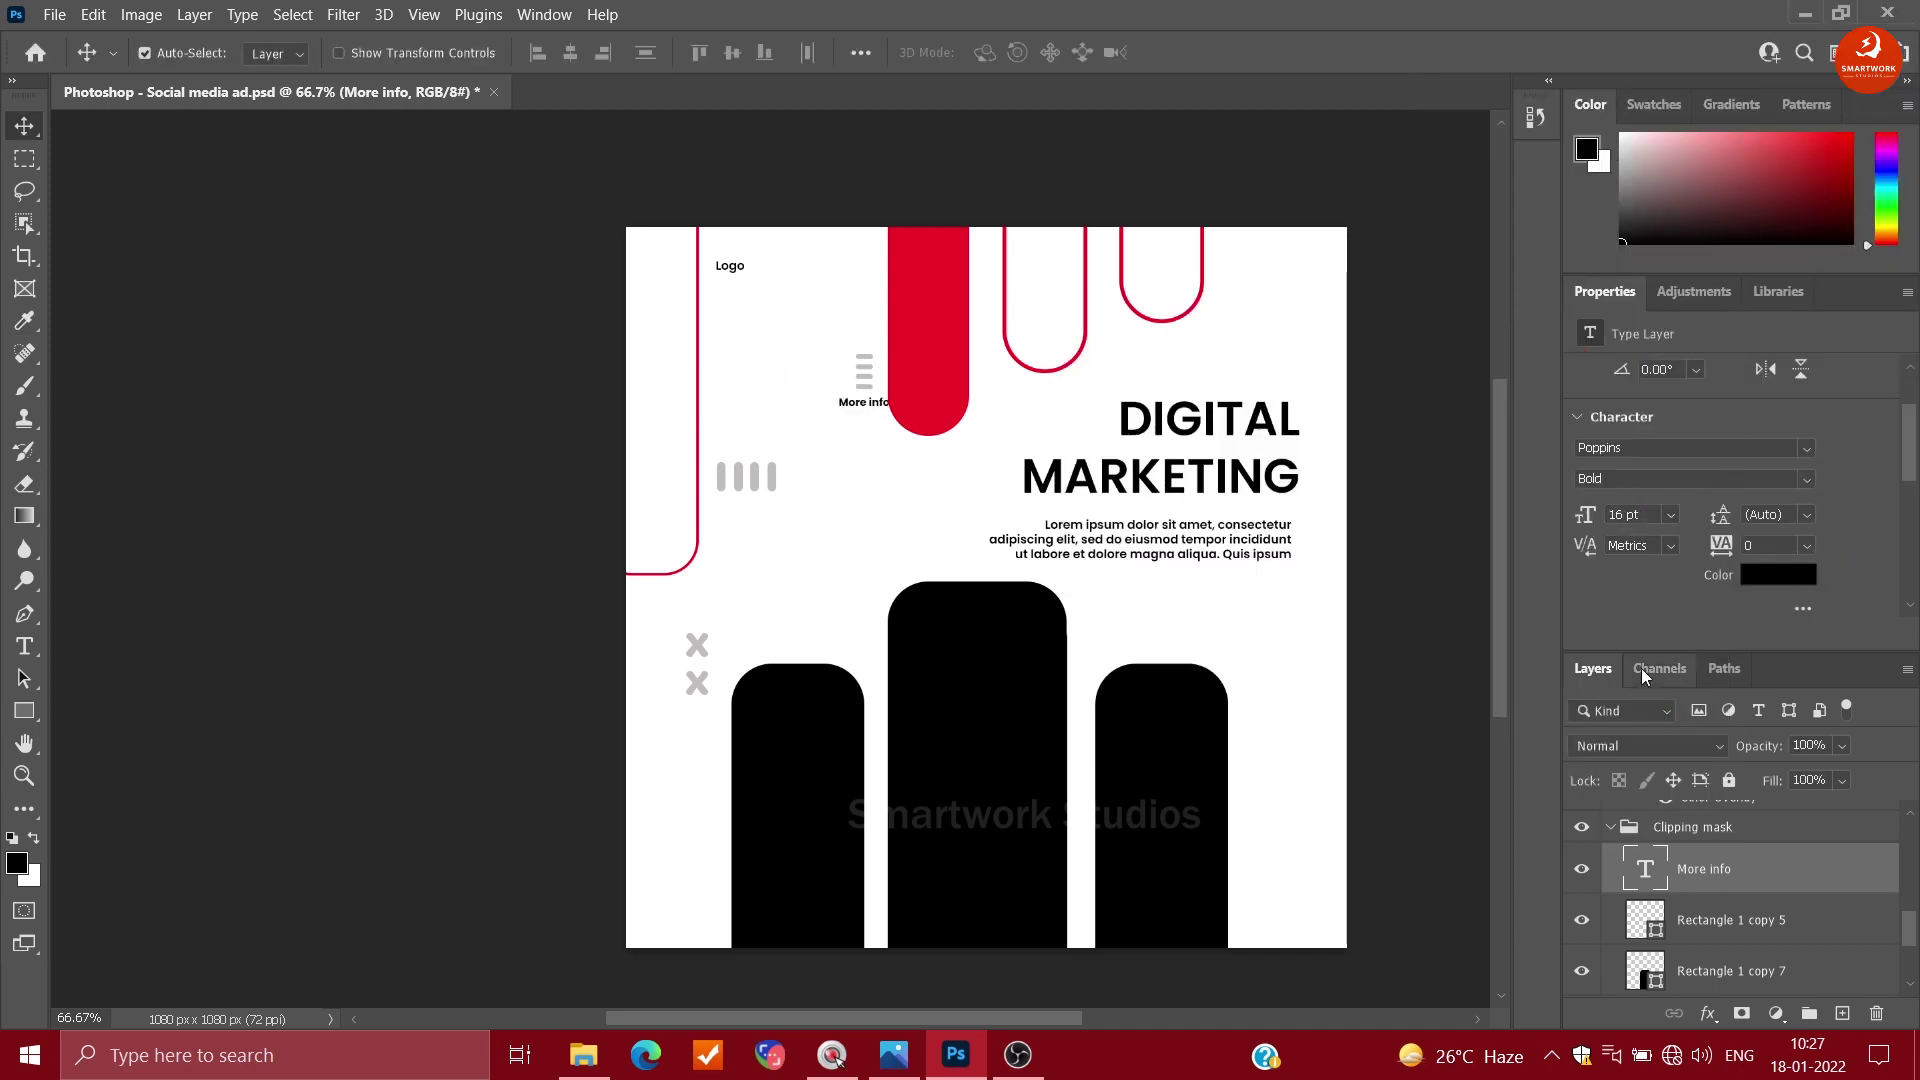 Ps File Edit Image Layer Type Select Filter 3D View Plugins Window Help
Auto-Select: Layer Show Transform Controls 3D Mode:
SMARTWORK
STUDIOS
Photoshop - Social media ad.psd @ 66.7% (More info, RGB/8#) *
Color Swatches Gradients Patterns
Logo
More info
DIGITAL
MARKETING
Lorem ipsum dolor sit amet, consectetur
adipiscing elit, sed do eiusmod tempor incididunt
ut labore et dolore magna aliqua. Quis ipsum
Smartwork Studios
Properties Adjustments Libraries
T Type Layer
0.00°
Character
Poppins
Bold
16 pt (Auto)
Metrics 0
Color
Layers Channels Paths
Kind
Normal Opacity: 100%
Lock: Fill: 100%
Color Overlay
Clipping mask
T More info
Rectangle 1 copy 5
Rectangle 1 copy 7
fx
66.67% 1080 px x 1080 px (72 ppi)
Type here to search
Ps
26°C Haze ENG
10:27
18-01-2022